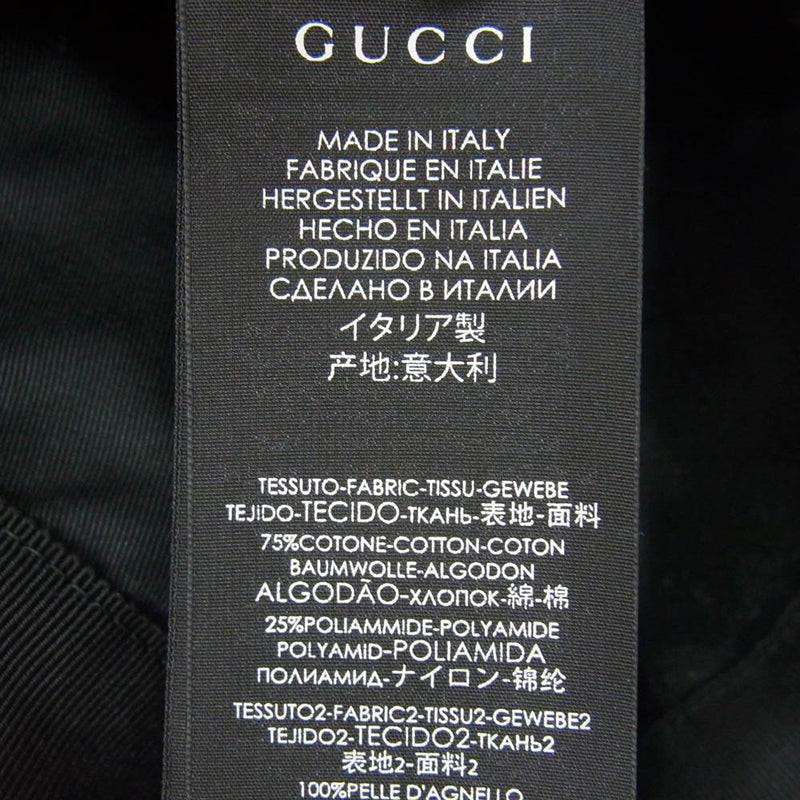 GUCCI
MADE IN ITALY
FABRIQUE EN ITALIE
HERGESTELLT IN ITALIEN
HECHO EN ITALIA
PRODUZIDO NA ITALIA
СДЕЛАНО В ИТАЛИИ
イタリア製
产地:意大利
TESSUTO-FABRIC-TISSU-GEWEBE
TEJIDO-TECIDO-ТКАНЬ-表地-面料
75%COTONE-COTTON-COTON
BAUMWOLLE-ALGODON
ALGODÃO-ХЛОПОК-綿-棉
25%POLIAMMIDE-POLYAMIDE
POLYAMID-POLIAMIDA
ПОЛИАМИД-ナイロン-锦纶
TESSUTO2-FABRIC2-TISSU2-GEWEBE2
TEJIDO2-TECIDO2-ТКАНЬ2
表地2-面料2
100%PELLE D'AGNELLO